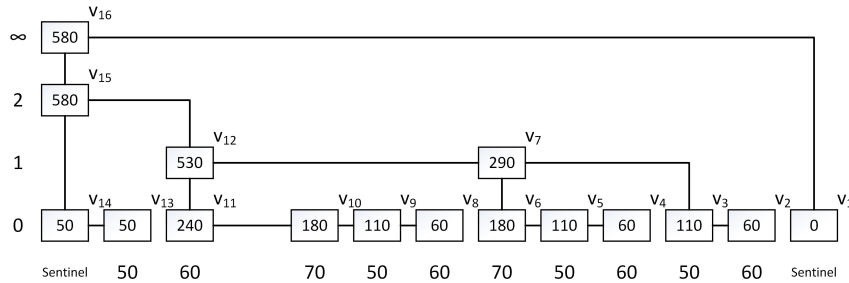 v₁₆
∞ 580
v₁₅
2 580
v₁₂ v₇
1 530 290
v₁₄ v₁₃ v₁₁ v₁₀ v₉ v₈ v₆ v₅ v₄ v₃ v₂ v₁
0 50 50 240 180 110 60 180 110 60 110 60 0
Sentinel 50 60 70 50 60 70 50 60 50 60 Sentinel